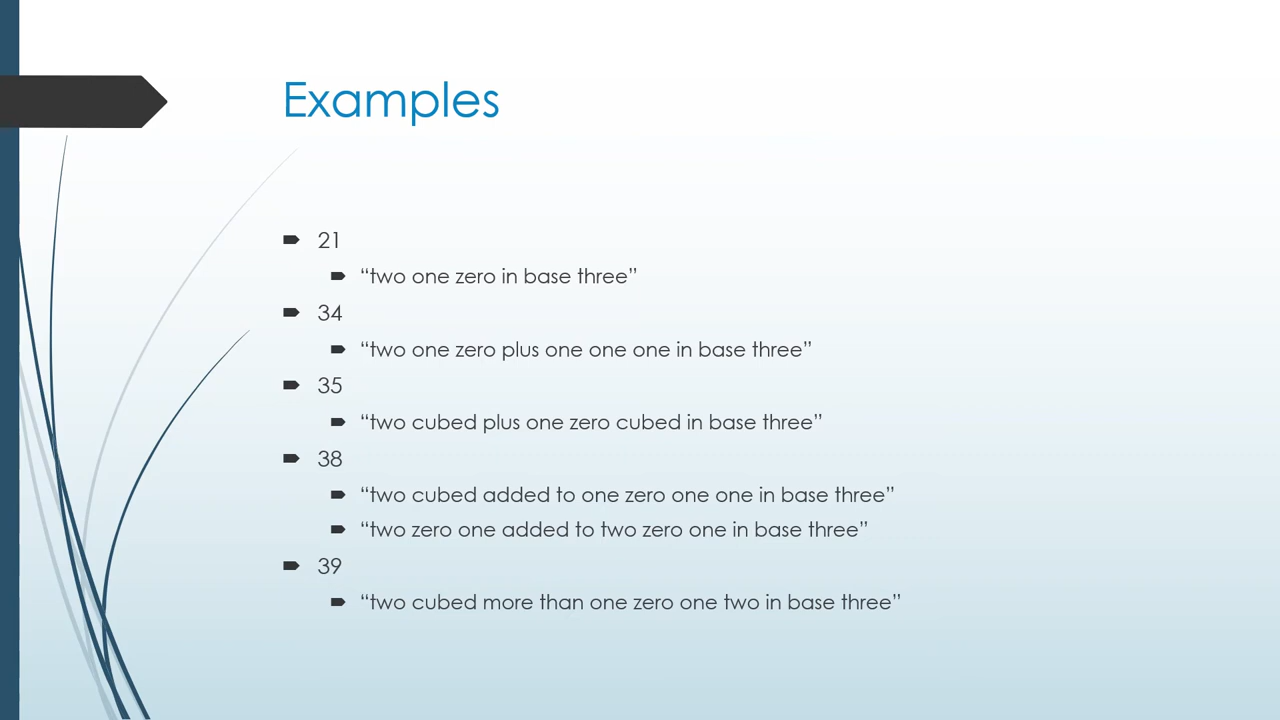 Examples
21
“two one zero in base three”
34
“two one zero plus one one one in base three”
35
“two cubed plus one zero cubed in base three”
38
“two cubed added to one zero one one in base three”
“two zero one added to two zero one in base three”
39
“two cubed more than one zero one two in base three”